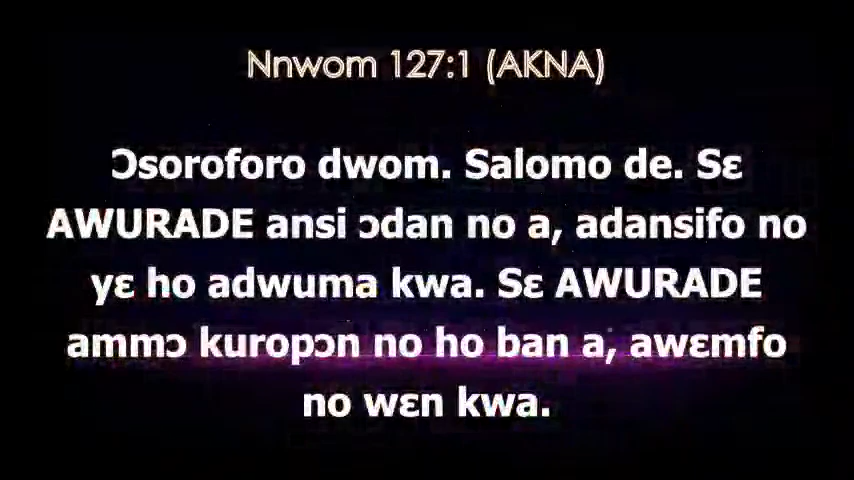 Nnwom 127:1 (AKNA)
Ɔsoroforo dwom. Salomo de. Sɛ
AWURADE ansi ɔdan no a, adansifo no
yɛ ho adwuma kwa. Sɛ AWURADE
ammɔ kuropɔn no ho ban a, awɛmfo
no wɛn kwa.